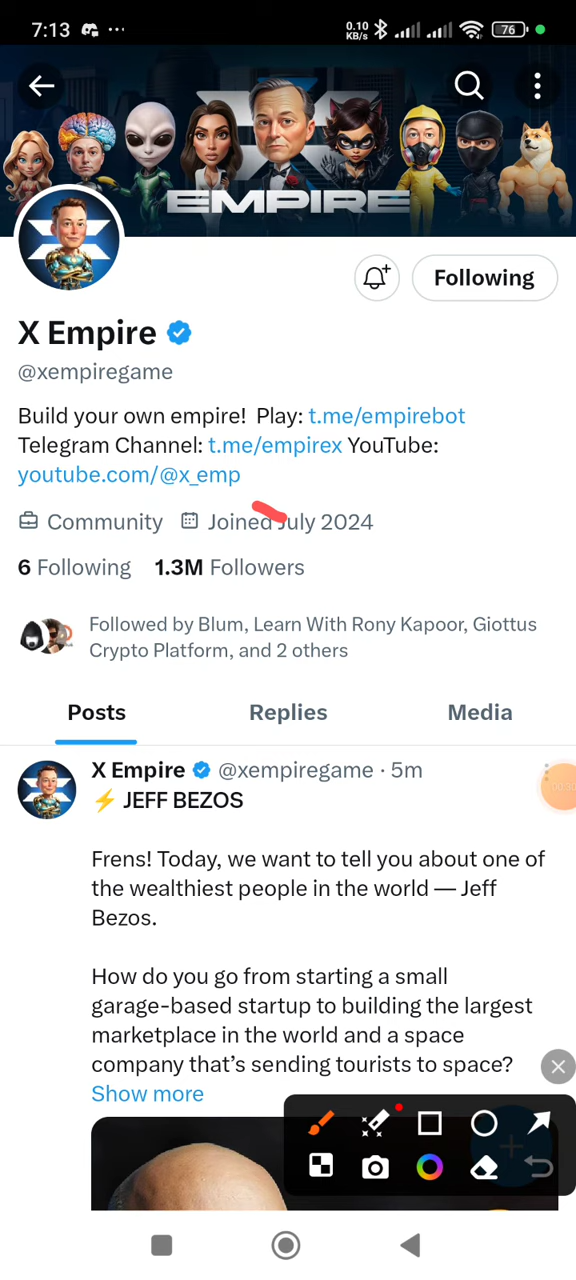 7:13 ... 0.10 KB/s 76
EMPIRE
Following
X Empire
@xempiregame
Build your own empire! Play: t.me/empirebot
Telegram Channel: t.me/empirex YouTube:
youtube.com/@x_emp
Community Joined July 2024
6 Following 1.3M Followers
Followed by Blum, Learn With Rony Kapoor, Giottus
Crypto Platform, and 2 others
Posts Replies Media
X Empire @xempiregame · 5m
⚡ JEFF BEZOS
Frens! Today, we want to tell you about one of
the wealthiest people in the world — Jeff
Bezos.
How do you go from starting a small
garage-based startup to building the largest
marketplace in the world and a space
company that’s sending tourists to space?
Show more